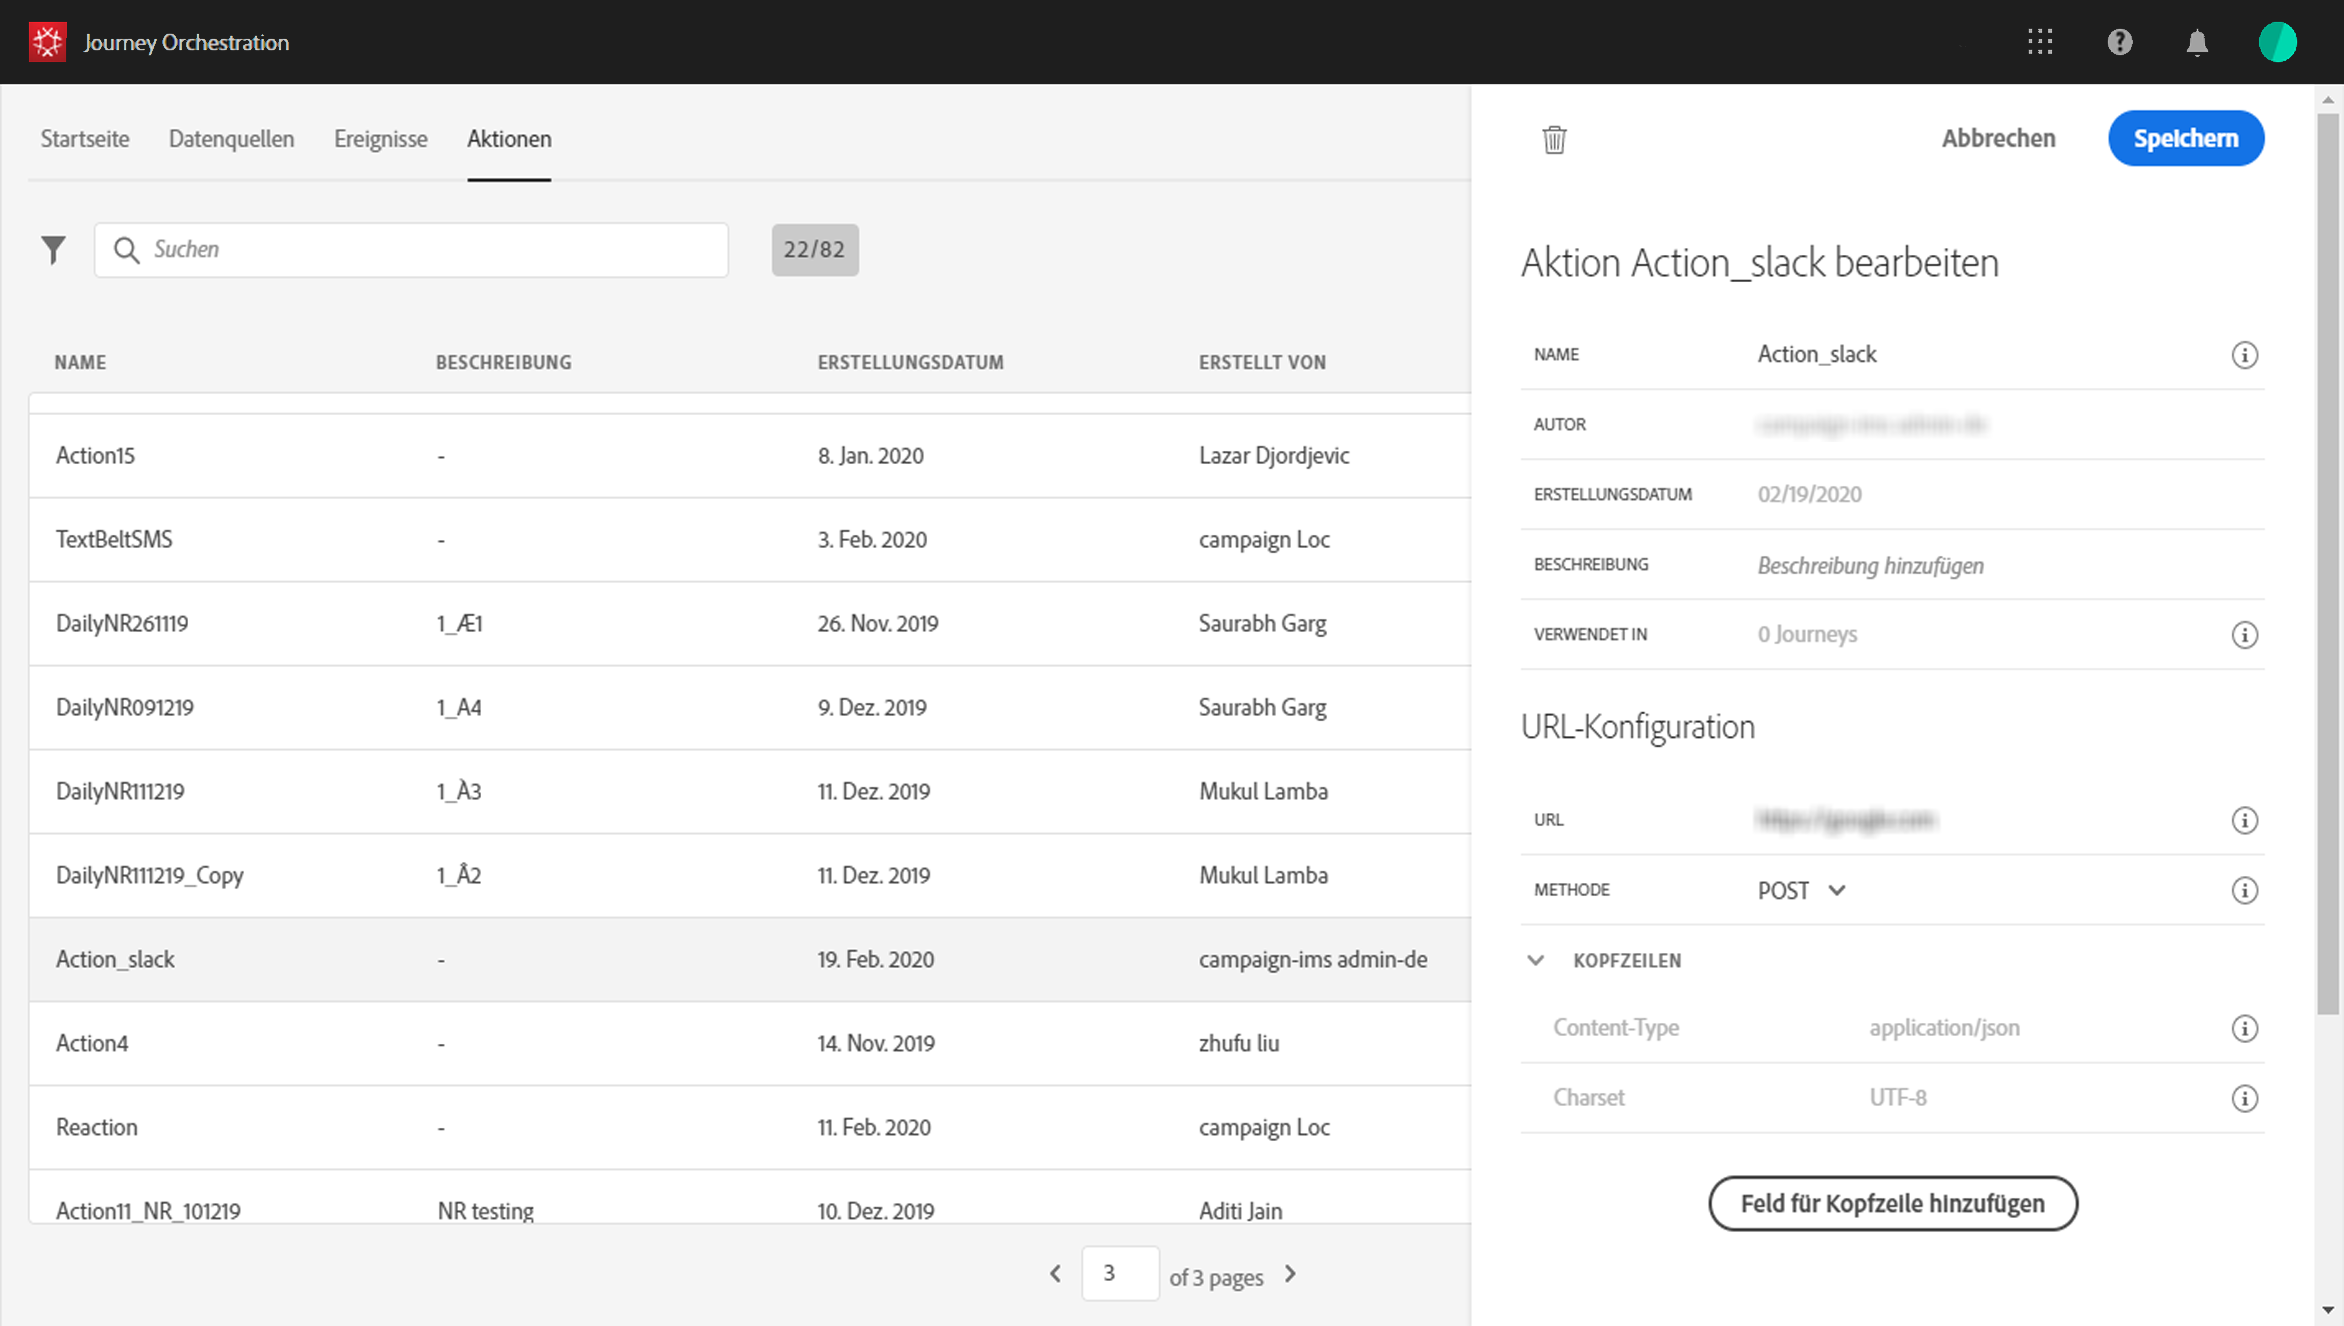 Journey Orchestration
Startseite Datenquellen Ereignisse Aktionen
Suchen 22/82
NAME BESCHREIBUNG ERSTELLUNGSDATUM ERSTELLT VON
Action15 - 8. Jan. 2020 Lazar Djordjevic
TextBeltSMS - 3. Feb. 2020 campaign Loc
DailyNR261119 1_Æ1 26. Nov. 2019 Saurabh Garg
DailyNR091219 1_A4 9. Dez. 2019 Saurabh Garg
DailyNR111219 1_À3 11. Dez. 2019 Mukul Lamba
DailyNR111219_Copy 1_Â2 11. Dez. 2019 Mukul Lamba
Action_slack - 19. Feb. 2020 campaign-ims admin-de
Action4 - 14. Nov. 2019 zhufu liu
Reaction - 11. Feb. 2020 campaign Loc
Action11_NR_101219 NR testing 10. Dez. 2019 Aditi Jain
3 of 3 pages
Abbrechen Speichern
Aktion Action_slack bearbeiten
NAME Action_slack
AUTOR
ERSTELLUNGSDATUM 02/19/2020
BESCHREIBUNG Beschreibung hinzufügen
VERWENDET IN 0 Journeys
URL-Konfiguration
URL
METHODE POST
KOPFZEILEN
Content-Type application/json
Charset UTF-8
Feld für Kopfzeile hinzufügen